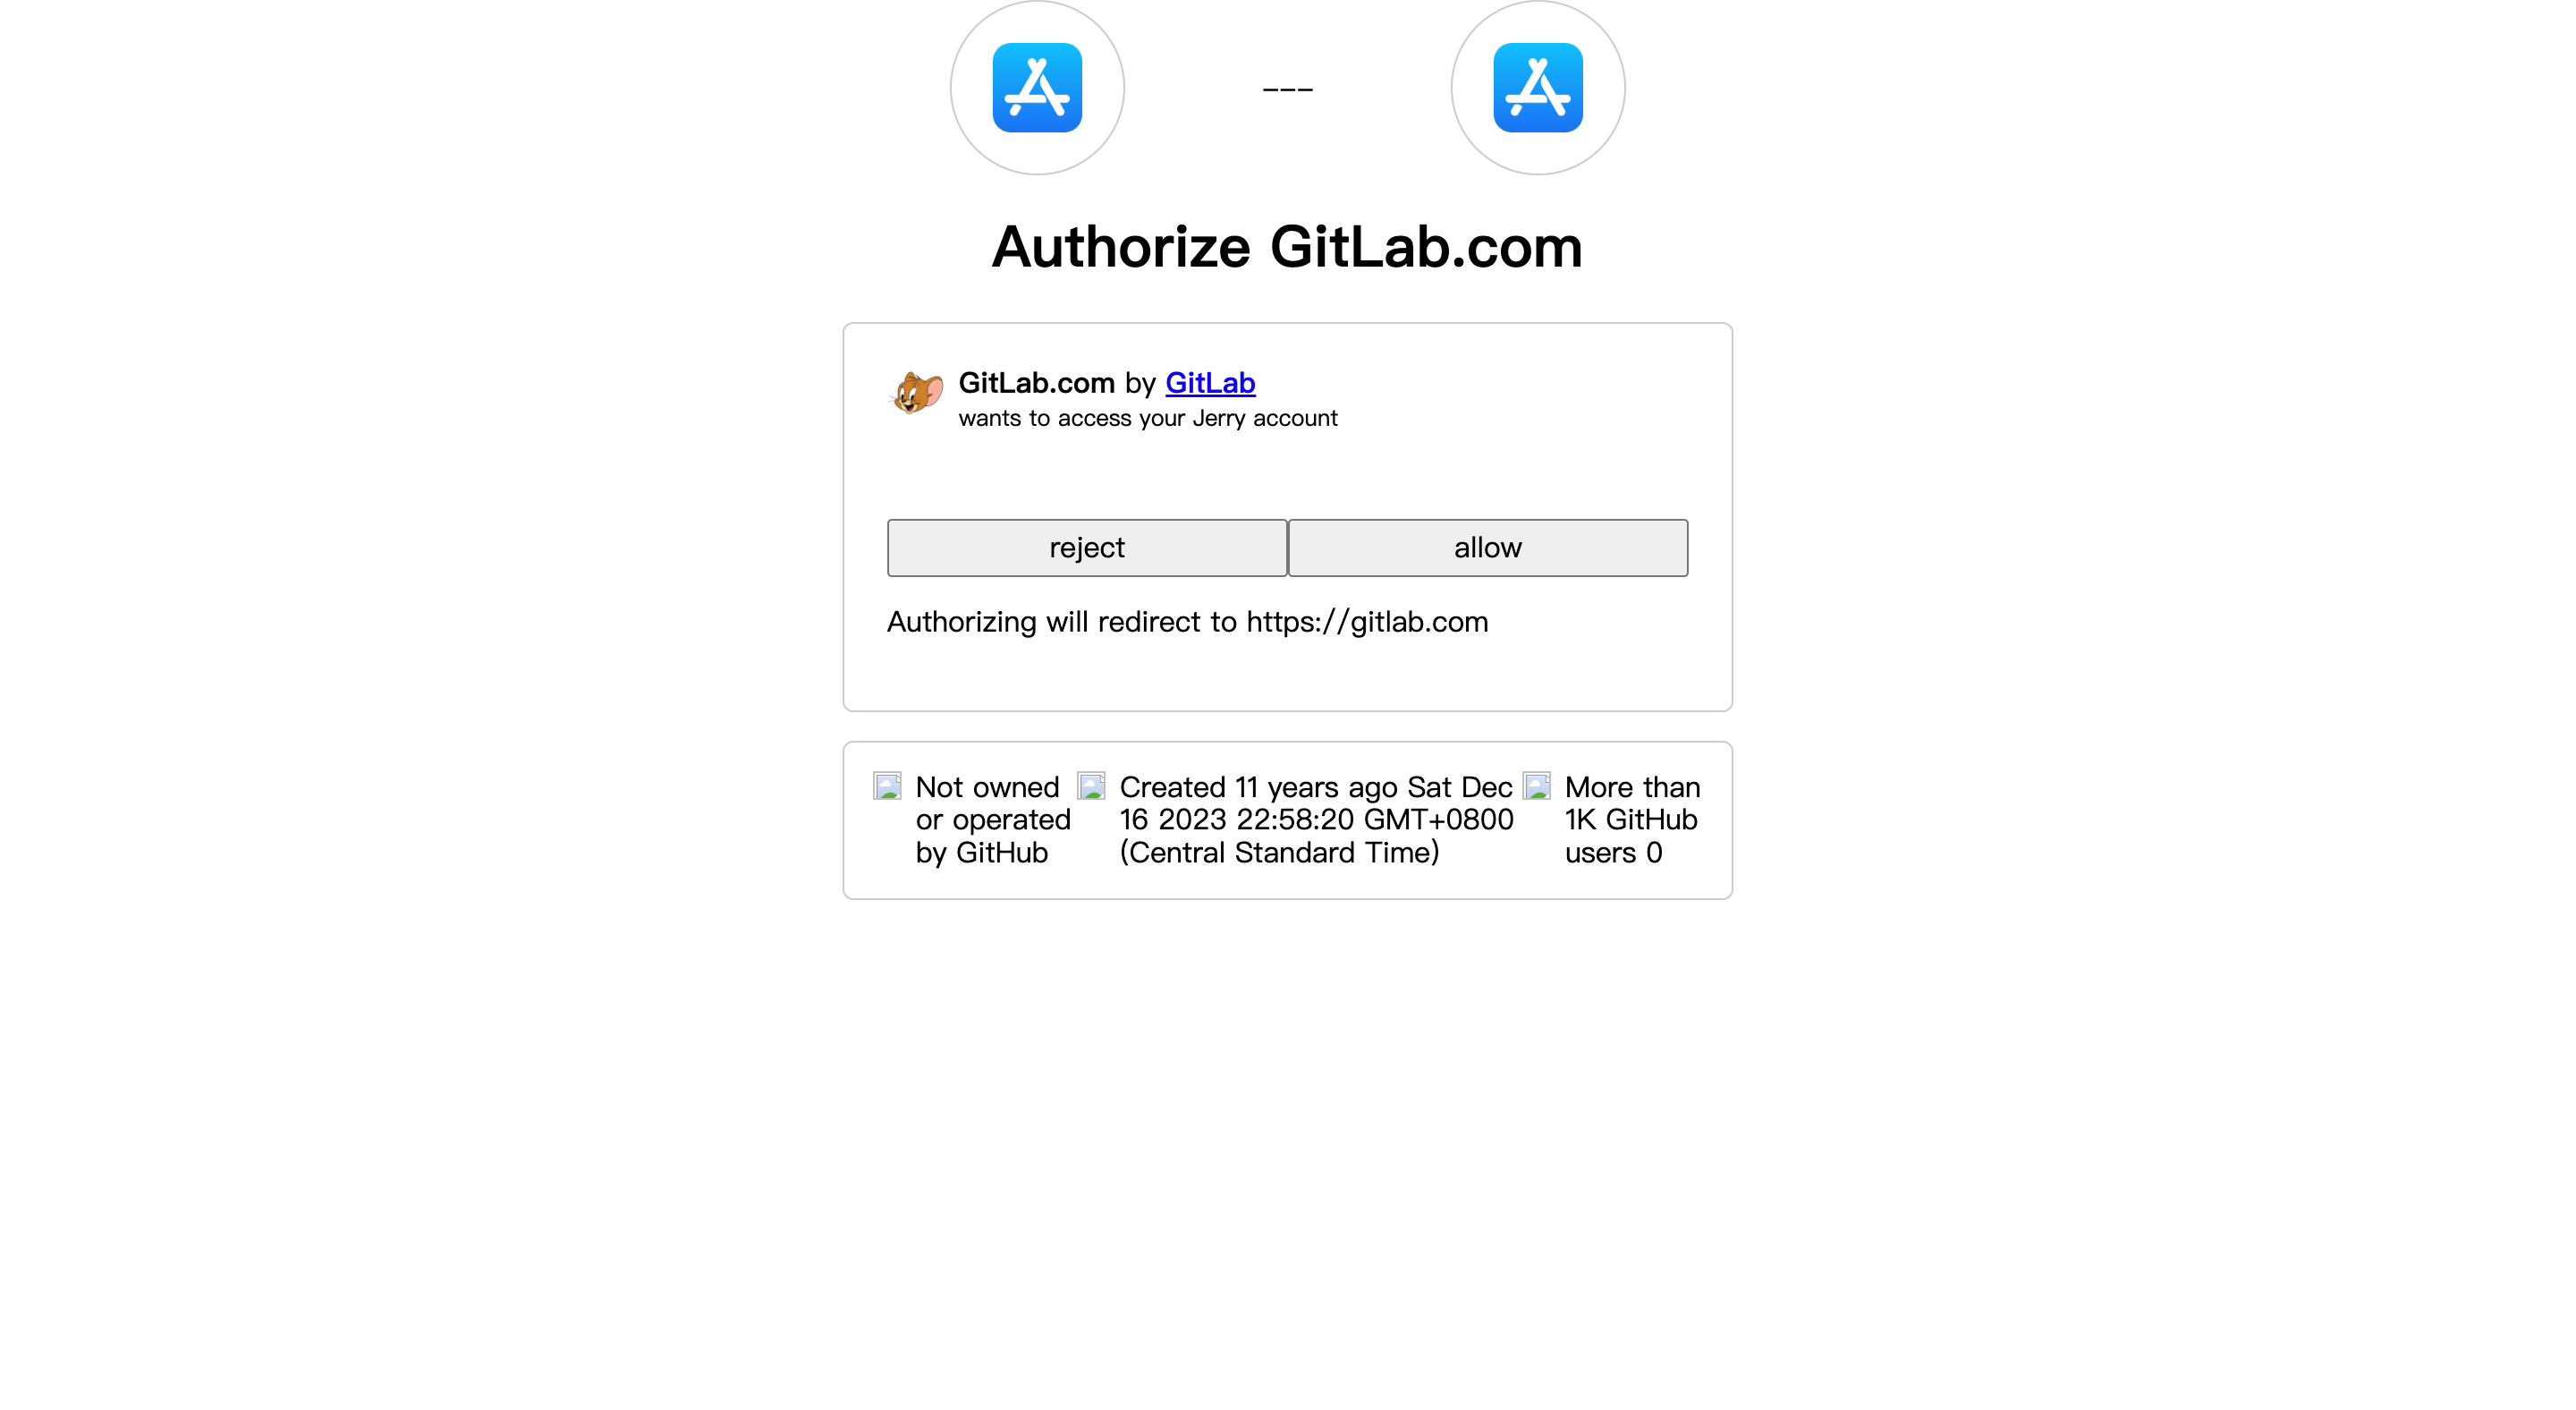 ---
Authorize GitLab.com
GitLab.com by GitLab
wants to access your Jerry account
reject
allow
Authorizing will redirect to https://gitlab.com
Not owned
or operated
by GitHub
Created 11 years ago Sat Dec
16 2023 22:58:20 GMT+0800
(Central Standard Time)
More than
1K GitHub
users 0